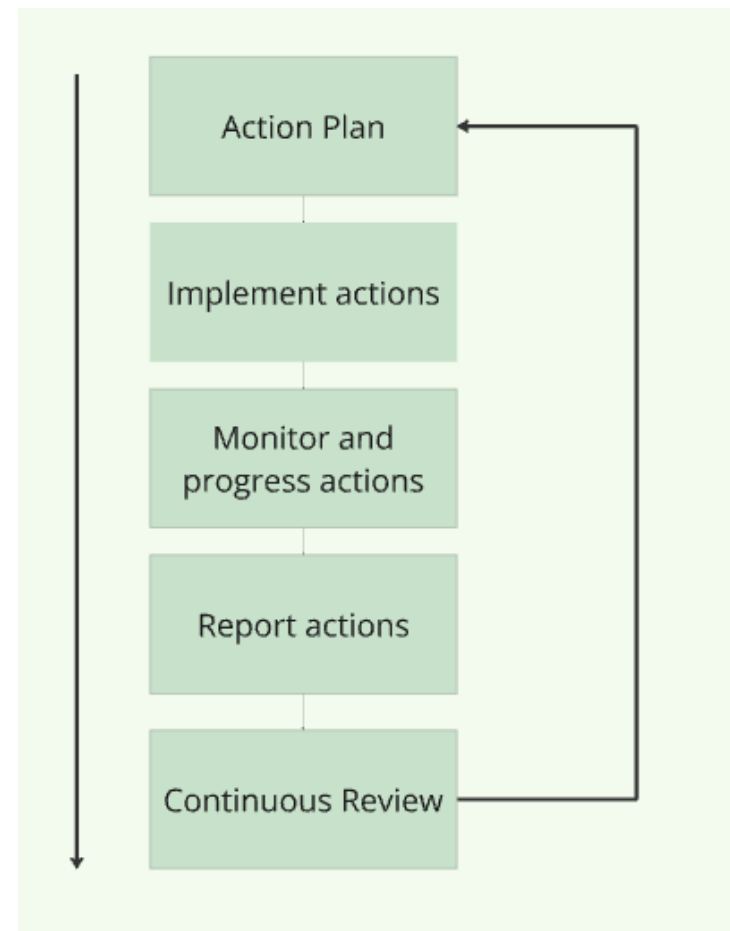 Action Plan
Implement actions
Monitor and
progress actions
Report actions
Continuous Review